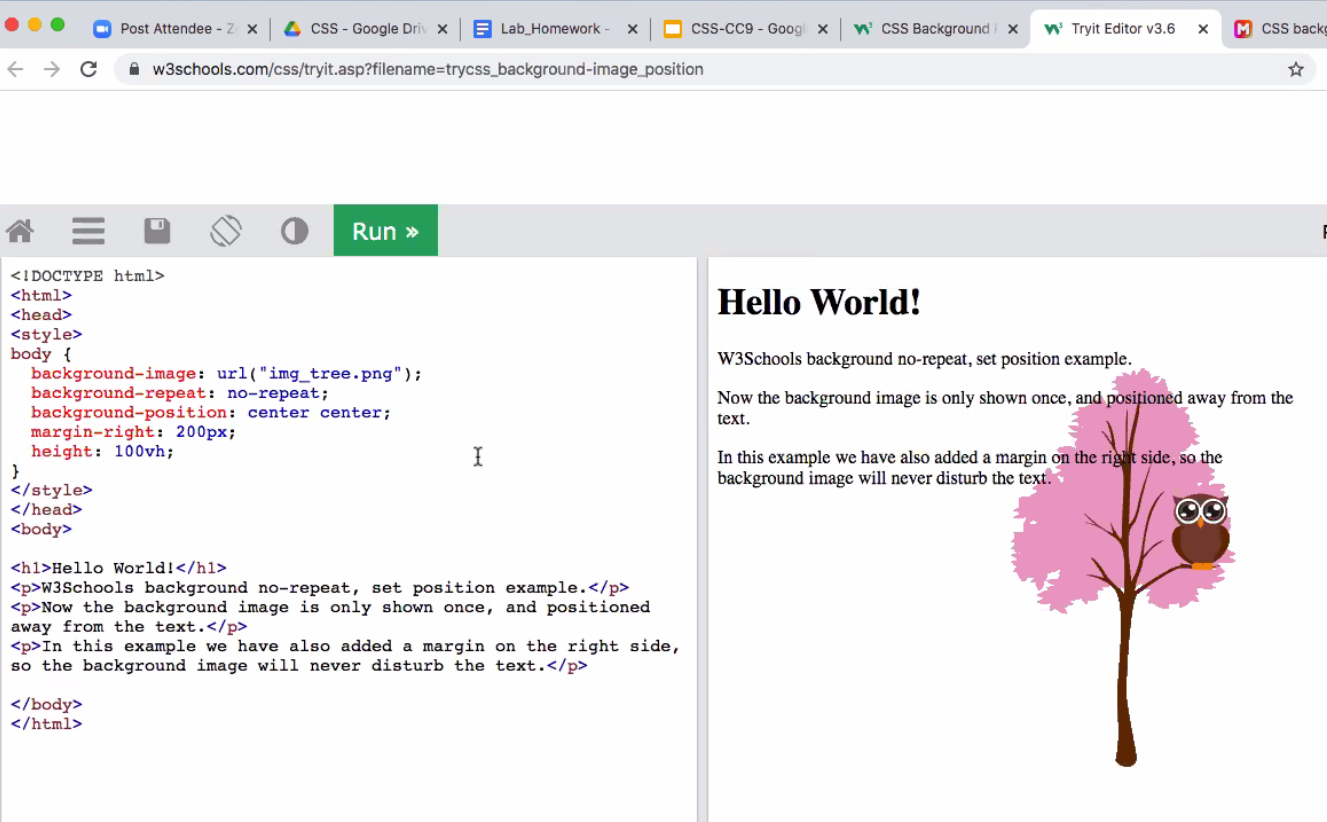 Post Attendee - Z
CSS - Google Driv
Lab_Homework -
CSS-CC9 - Googl
CSS Background P
Tryit Editor v3.6
CSS backg
w3schools.com/css/tryit.asp?filename=trycss_background-image_position
Run »
<!DOCTYPE html>
<html>
<head>
<style>
body {
  background-image: url("img_tree.png");
  background-repeat: no-repeat;
  background-position: center center;
  margin-right: 200px;
  height: 100vh;
}
</style>
</head>
<body>
<h1>Hello World!</h1>
<p>W3Schools background no-repeat, set position example.</p>
<p>Now the background image is only shown once, and positioned
away from the text.</p>
<p>In this example we have also added a margin on the right side,
so the background image will never disturb the text.</p>
</body>
</html>
Hello World!
W3Schools background no-repeat, set position example.
Now the background image is only shown once, and positioned away from the
text.
In this example we have also added a margin on the right side, so the
background image will never disturb the text.